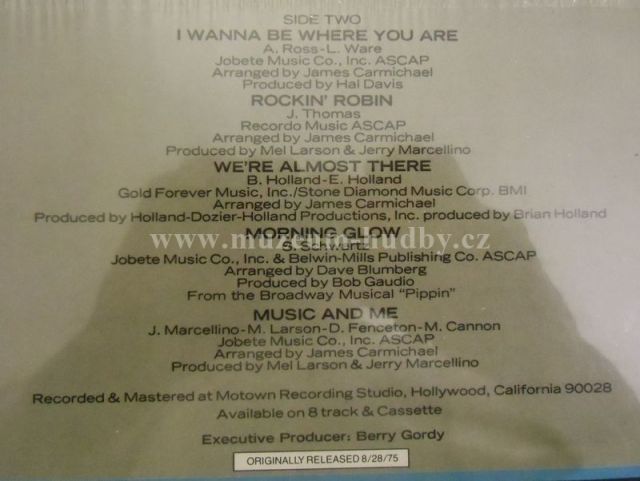 SIDE TWO
I WANNA BE WHERE YOU ARE
A. Ross-L. Ware
Jobete Music Co., Inc. ASCAP
Arranged by James Carmichael
Produced by Hal Davis
ROCKIN' ROBIN
J. Thomas
Recordo Music ASCAP
Arranged by James Carmichael
Produced by Mel Larson & Jerry Marcellino
WE'RE ALMOST THERE
B. Holland-E. Holland
Gold Forever Music, Inc./Stone Diamond Music Corp. BMI
Arranged by James Carmichael
Produced by Holland-Dozier-Holland Productions, Inc. produced by Brian Holland
MORNING GLOW
www.muzeum-hudby.cz
S. Schwartz
Jobete Music Co., Inc. & Belwin-Mills Publishing Co. ASCAP
Arranged by Dave Blumberg
Produced by Bob Gaudio
From the Broadway Musical "Pippin"
MUSIC AND ME
J. Marcellino-M. Larson-D. Fenceton-M. Cannon
Jobete Music Co., Inc. ASCAP
Arranged by James Carmichael
Produced by Mel Larson & Jerry Marcellino
Recorded & Mastered at Motown Recording Studio, Hollywood, California 90028
Available on 8 track & Cassette
Executive Producer: Berry Gordy
ORIGINALLY RELEASED 8/28/75